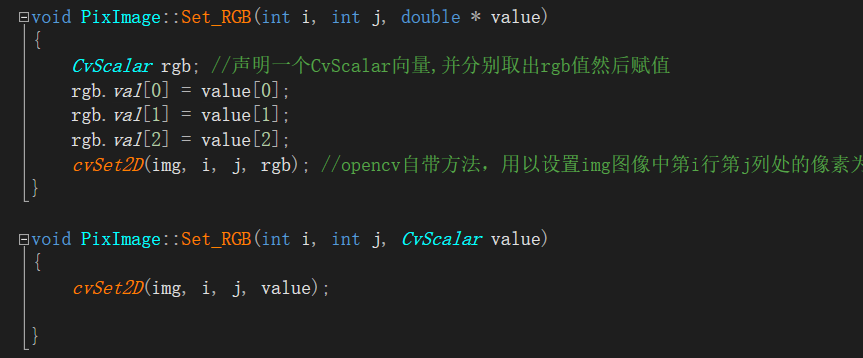 void PixImage::Set_RGB(int i, int j, double * value)
{
CvScalar rgb; //声明一个CvScalar向量,并分别取出rgb值然后赋值
rgb.val[0] = value[0];
rgb.val[1] = value[1];
rgb.val[2] = value[2];
cvSet2D(img, i, j, rgb); //opencv自带方法，用以设置img图像中第i行第j列处的像素为
}
void PixImage::Set_RGB(int i, int j, CvScalar value)
{
cvSet2D(img, i, j, value);
}